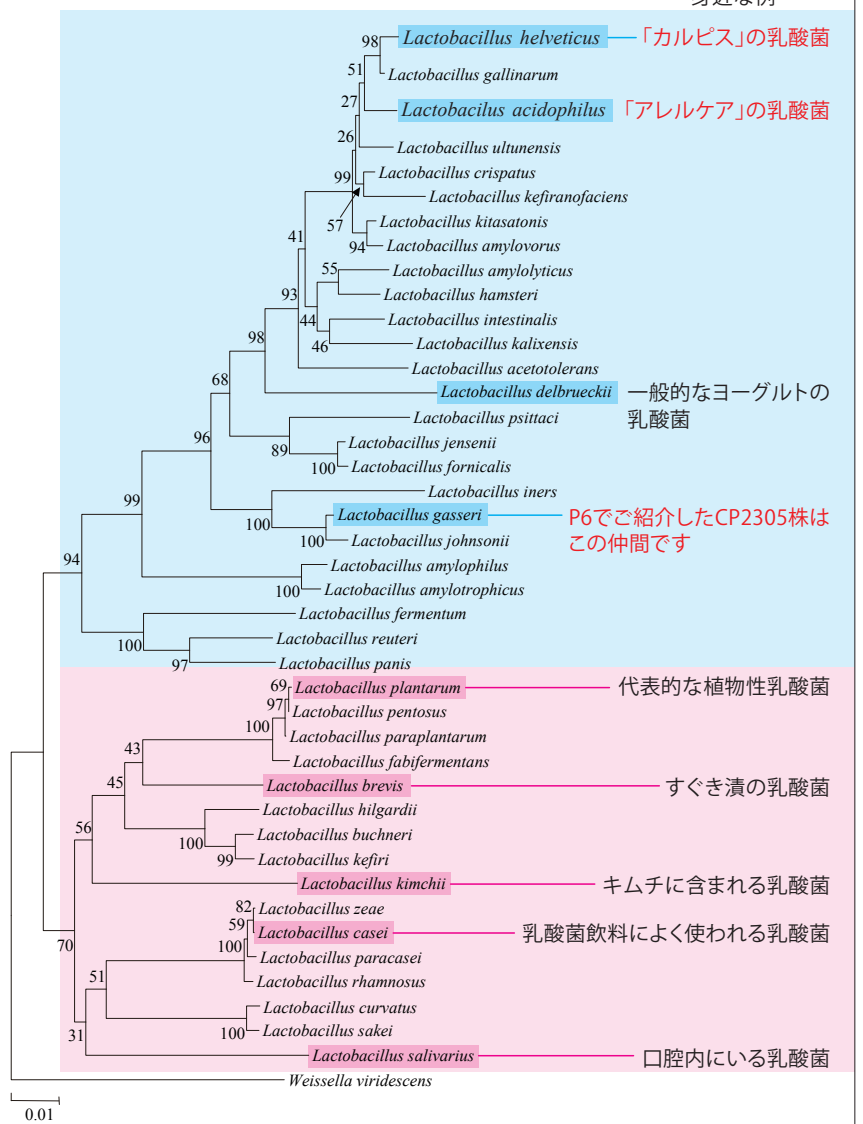 身近な例
98
Lactobacillus helveticus
「カルピス」の乳酸菌
51
Lactobacillus gallinarum
27
Lactobacilus acidophilus
「アレルケア」の乳酸菌
26
Lactobacillus ultunensis
99
Lactobacillus crispatus
Lactobacillus kefiranofaciens
57
Lactobacillus kitasatonis
94
Lactobacillus amylovorus
41
55
Lactobacillus amylolyticus
93
Lactobacillus hamsteri
44
Lactobacillus intestinalis
46
Lactobacillus kalixensis
98
Lactobacillus acetotolerans
68
Lactobacillus delbrueckii
一般的なヨーグルトの
乳酸菌
Lactobacillus psittaci
96
89
Lactobacillus jensenii
100
Lactobacillus fornicalis
99
Lactobacillus iners
100
Lactobacillus gasseri
P6でご紹介したCP2305株は
この仲間です
100
Lactobacillus johnsonii
94
Lactobacillus amylophilus
100
Lactobacillus amylotrophicus
Lactobacillus fermentum
100
Lactobacillus reuteri
97
Lactobacillus panis
69
Lactobacillus plantarum
代表的な植物性乳酸菌
97
Lactobacillus pentosus
100
Lactobacillus paraplantarum
43
Lactobacillus fabifermentans
45
Lactobacillus brevis
すぐき漬の乳酸菌
Lactobacillus hilgardii
56
100
Lactobacillus buchneri
99
Lactobacillus kefiri
Lactobacillus kimchii
キムチに含まれる乳酸菌
82
Lactobacillus zeae
59
Lactobacillus casei
乳酸菌飲料によく使われる乳酸菌
70
100
Lactobacillus paracasei
51
Lactobacillus rhamnosus
Lactobacillus curvatus
31
100
Lactobacillus sakei
Lactobacillus salivarius
口腔内にいる乳酸菌
Weissella viridescens
0.01